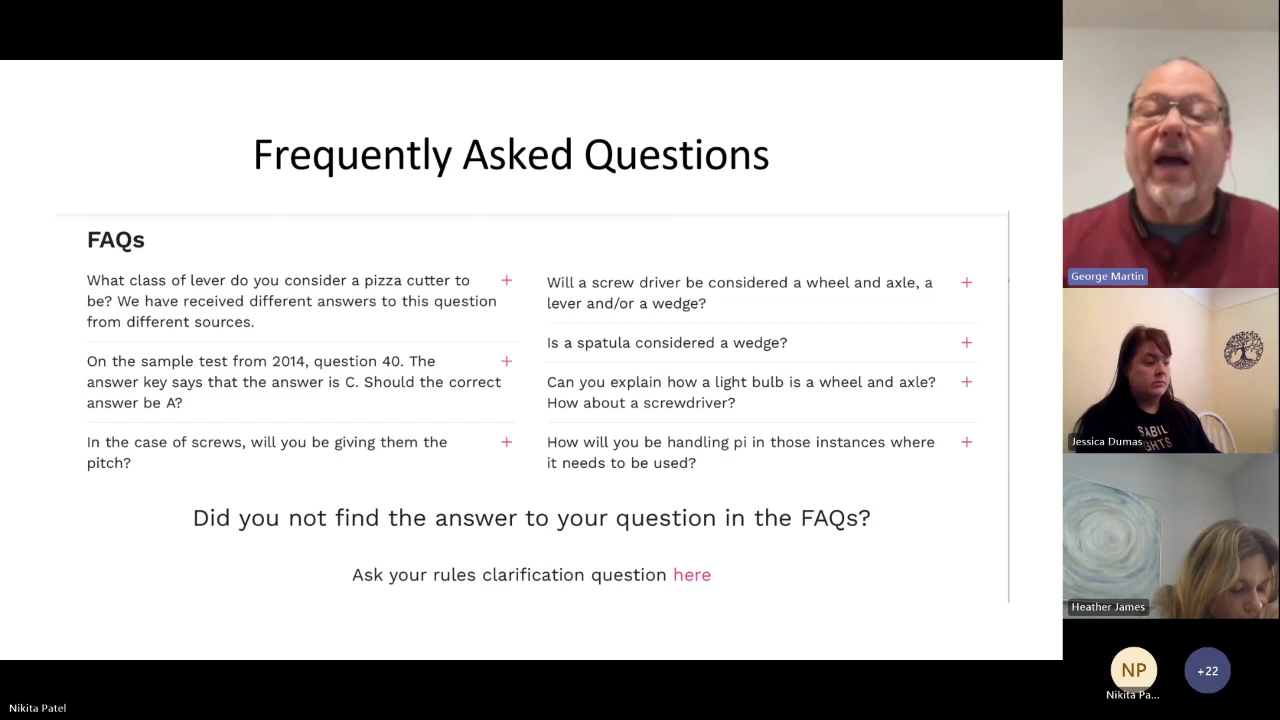 Frequently Asked Questions
FAQs
What class of lever do you consider a pizza cutter to
be? We have received different answers to this question
from different sources.
On the sample test from 2014, question 40. The
answer key says that the answer is C. Should the correct
answer be A?
In the case of screws, will you be giving them the
pitch?
Will a screw driver be considered a wheel and axle, a
lever and/or a wedge?
Is a spatula considered a wedge?
Can you explain how a light bulb is a wheel and axle?
How about a screwdriver?
How will you be handling pi in those instances where
it needs to be used?
Did you not find the answer to your question in the FAQs?
Ask your rules clarification question here
George Martin
Jessica Dumas
Heather James
NP
Nikita Pa...
+22
Nikita Patel